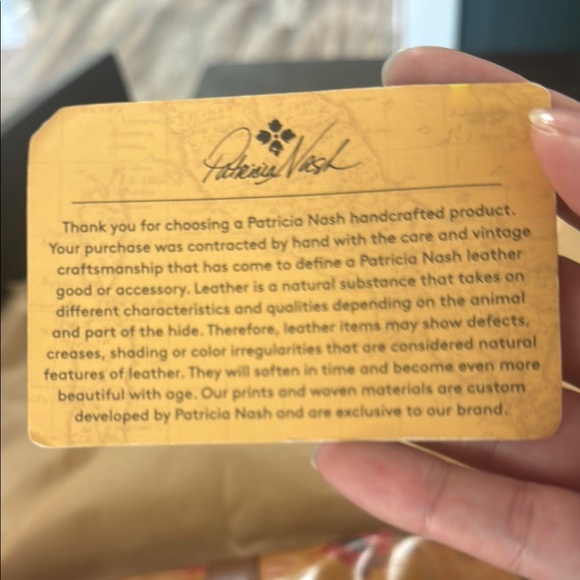 Patricia Nash
Thank you for choosing a Patricia Nash handcrafted product.
Your purchase was contracted by hand with the care and vintage
craftsmanship that has come to define a Patricia Nash leather
good or accessory. Leather is a natural substance that takes on
different characteristics and qualities depending on the animal
and part of the hide. Therefore, leather items may show defects,
creases, shading or color irregularities that are considered natural
features of leather. They will soften in time and become even more
beautiful with age. Our prints and woven materials are custom
developed by Patricia Nash and are exclusive to our brand.